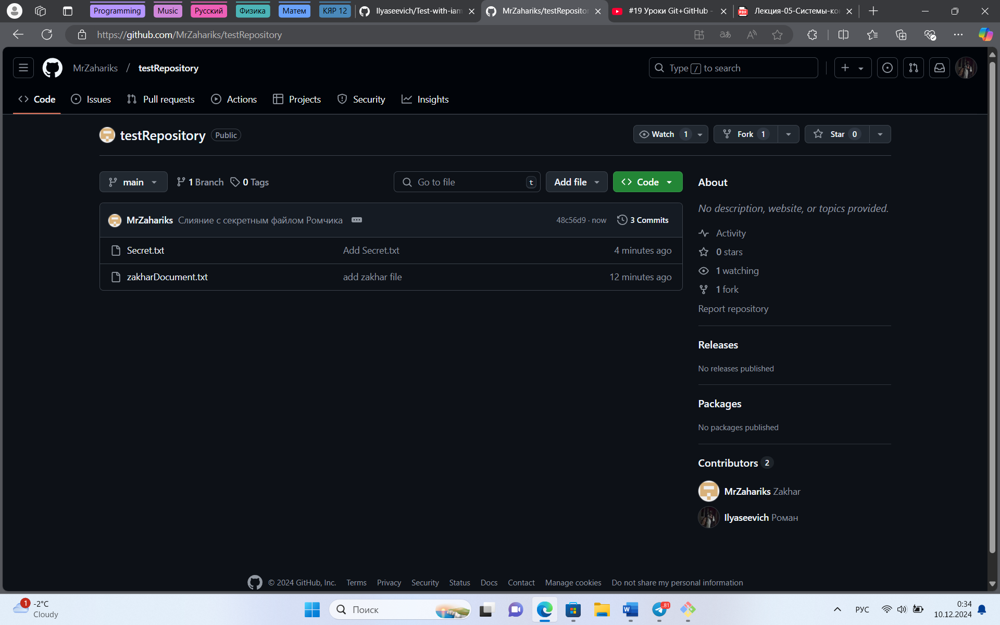 Programming Music Русский Физика Матем КЯР 12 Ilyaseevich/Test-with-iam MrZahariks/testRepositor #19 Уроки Git+GitHub - Лекция-05-Системы-ко
https://github.com/MrZahariks/testRepository
MrZahariks / testRepository Type / to search
Code Issues Pull requests Actions Projects Security Insights
testRepository Public Watch 1 Fork 1 Star 0
main 1 Branch 0 Tags Go to file t Add file Code
MrZahariks Слияние с секретным файлом Ромчика 48c56d9 · now 3 Commits
Secret.txt Add Secret.txt 4 minutes ago
zakharDocument.txt add zakhar file 12 minutes ago
About
No description, website, or topics provided.
Activity
0 stars
1 watching
1 fork
Report repository
Releases
No releases published
Packages
No packages published
Contributors 2
MrZahariks Zakhar
Ilyaseevich Роман
© 2024 GitHub, Inc. Terms Privacy Security Status Docs Contact Manage cookies Do not share my personal information
1 -2°C
Cloudy
Поиск
W
81
РУС
0:34
10.12.2024